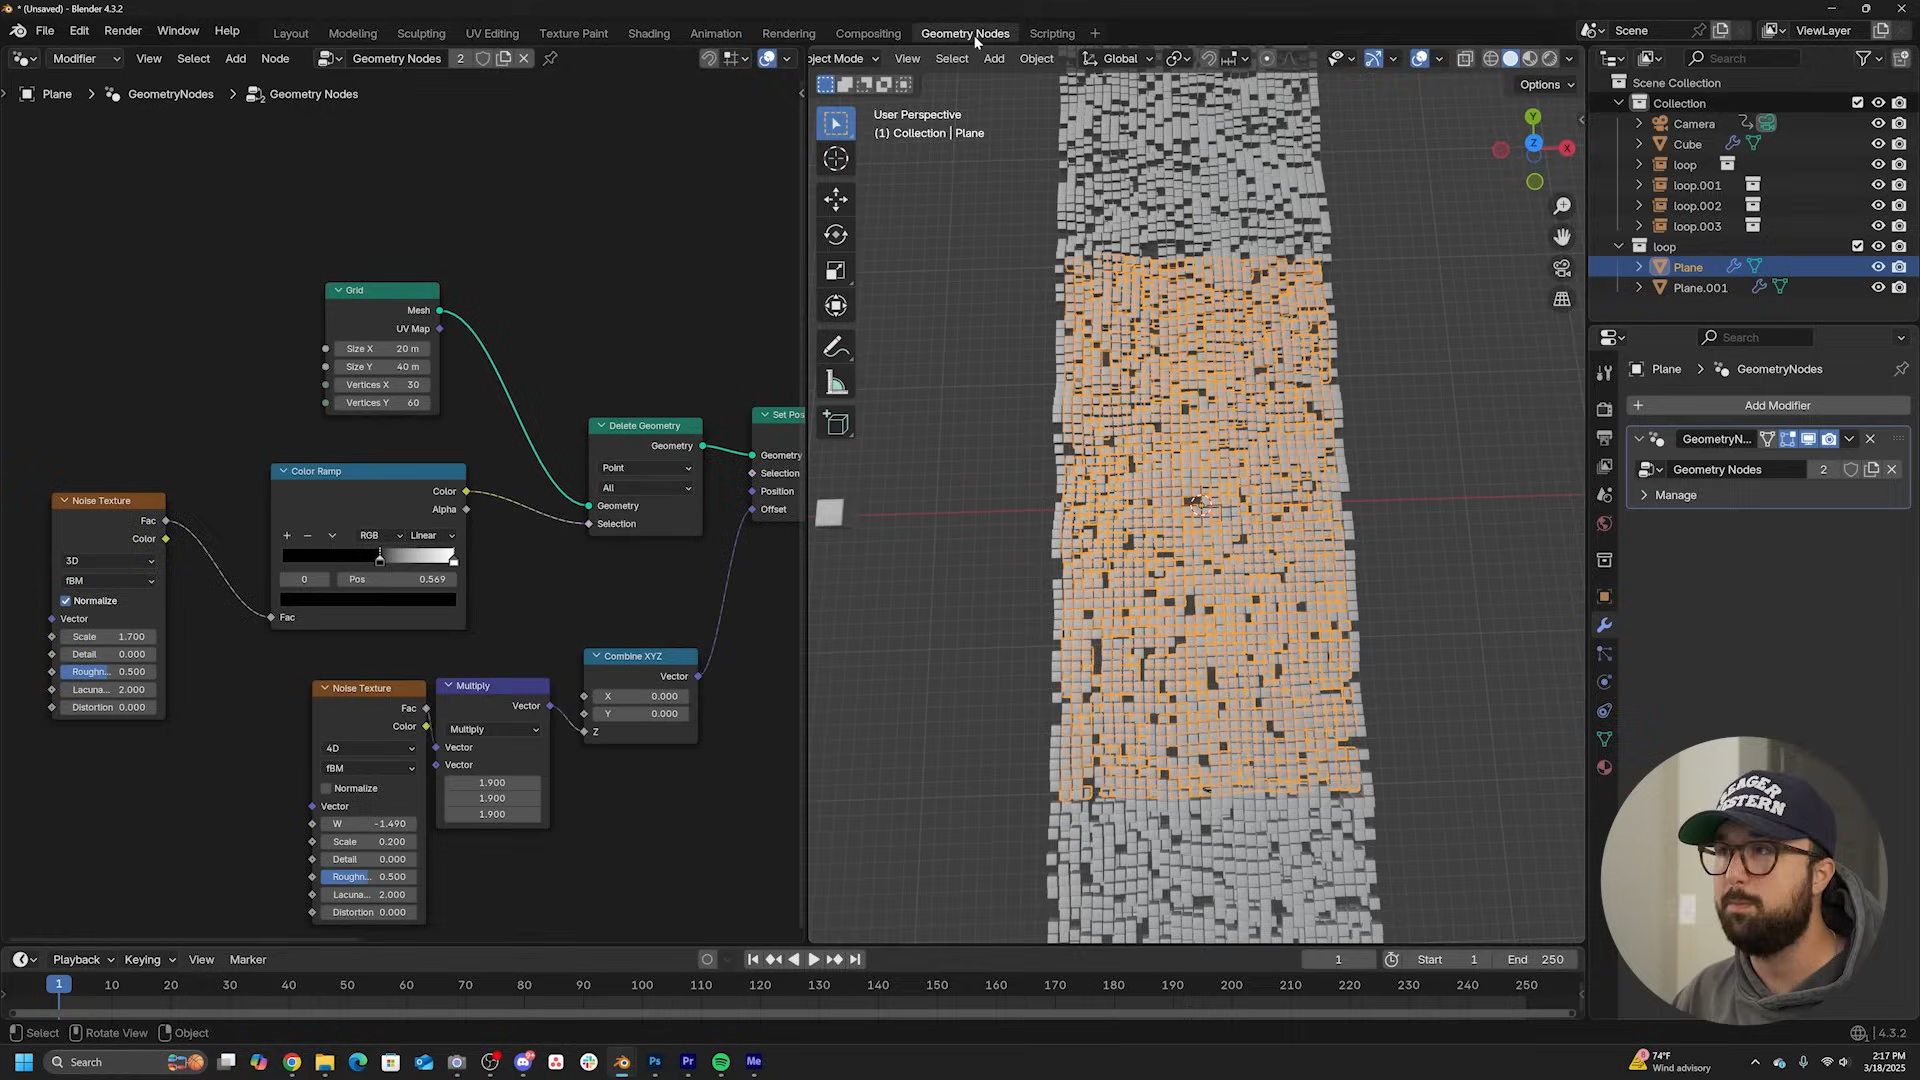 * (Unsaved) - Blender 4.3.2
File Edit Render Window Help
Layout Modeling Sculpting UV Editing Texture Paint Shading Animation Rendering Compositing Geometry Nodes Scripting
Scene
ViewLayer
Modifier View Select Add Node Geometry Nodes 2
ject Mode View Select Add Object Global
Search
Plane > GeometryNodes > Geometry Nodes
Options
User Perspective
(1) Collection | Plane
Y
Z
X
Scene Collection
Collection
Camera
Cube
loop
loop.001
loop.002
loop.003
loop
Plane
Plane.001
Search
Plane > GeometryNodes
Add Modifier
GeometryN...
Geometry Nodes 2
Manage
Grid
Mesh
UV Map
Size X 20 m
Size Y 40 m
Vertices X 30
Vertices Y 60
Delete Geometry
Geometry
Point
All
Geometry
Selection
Set Pos
Geometry
Selection
Position
Offset
Color Ramp
Color
Alpha
RGB Linear
0 Pos 0.569
Fac
Noise Texture
Fac
Color
3D
fBM
Normalize
Vector
Scale 1.700
Detail 0.000
Roughn... 0.500
Lacuna... 2.000
Distortion 0.000
Noise Texture
Fac
Color
4D
fBM
Normalize
Vector
W -1.490
Scale 0.200
Detail 0.000
Roughn... 0.500
Lacuna... 2.000
Distortion 0.000
Multiply
Vector
Multiply
Vector
Vector
1.900
1.900
1.900
Combine XYZ
Vector
X 0.000
Y 0.000
Z
EAGER
WESTERN
Playback Keying View Marker
1 Start 1 End 250
1 10 20 30 40 50 60 70 80 90 100 110 120 130 140 150 160 170 180 190 200 210 220 230 240 250
Select Rotate View Object
4.3.2
Search
Ps Pr Me
74°F
Wind advisory
2:17 PM
3/18/2025